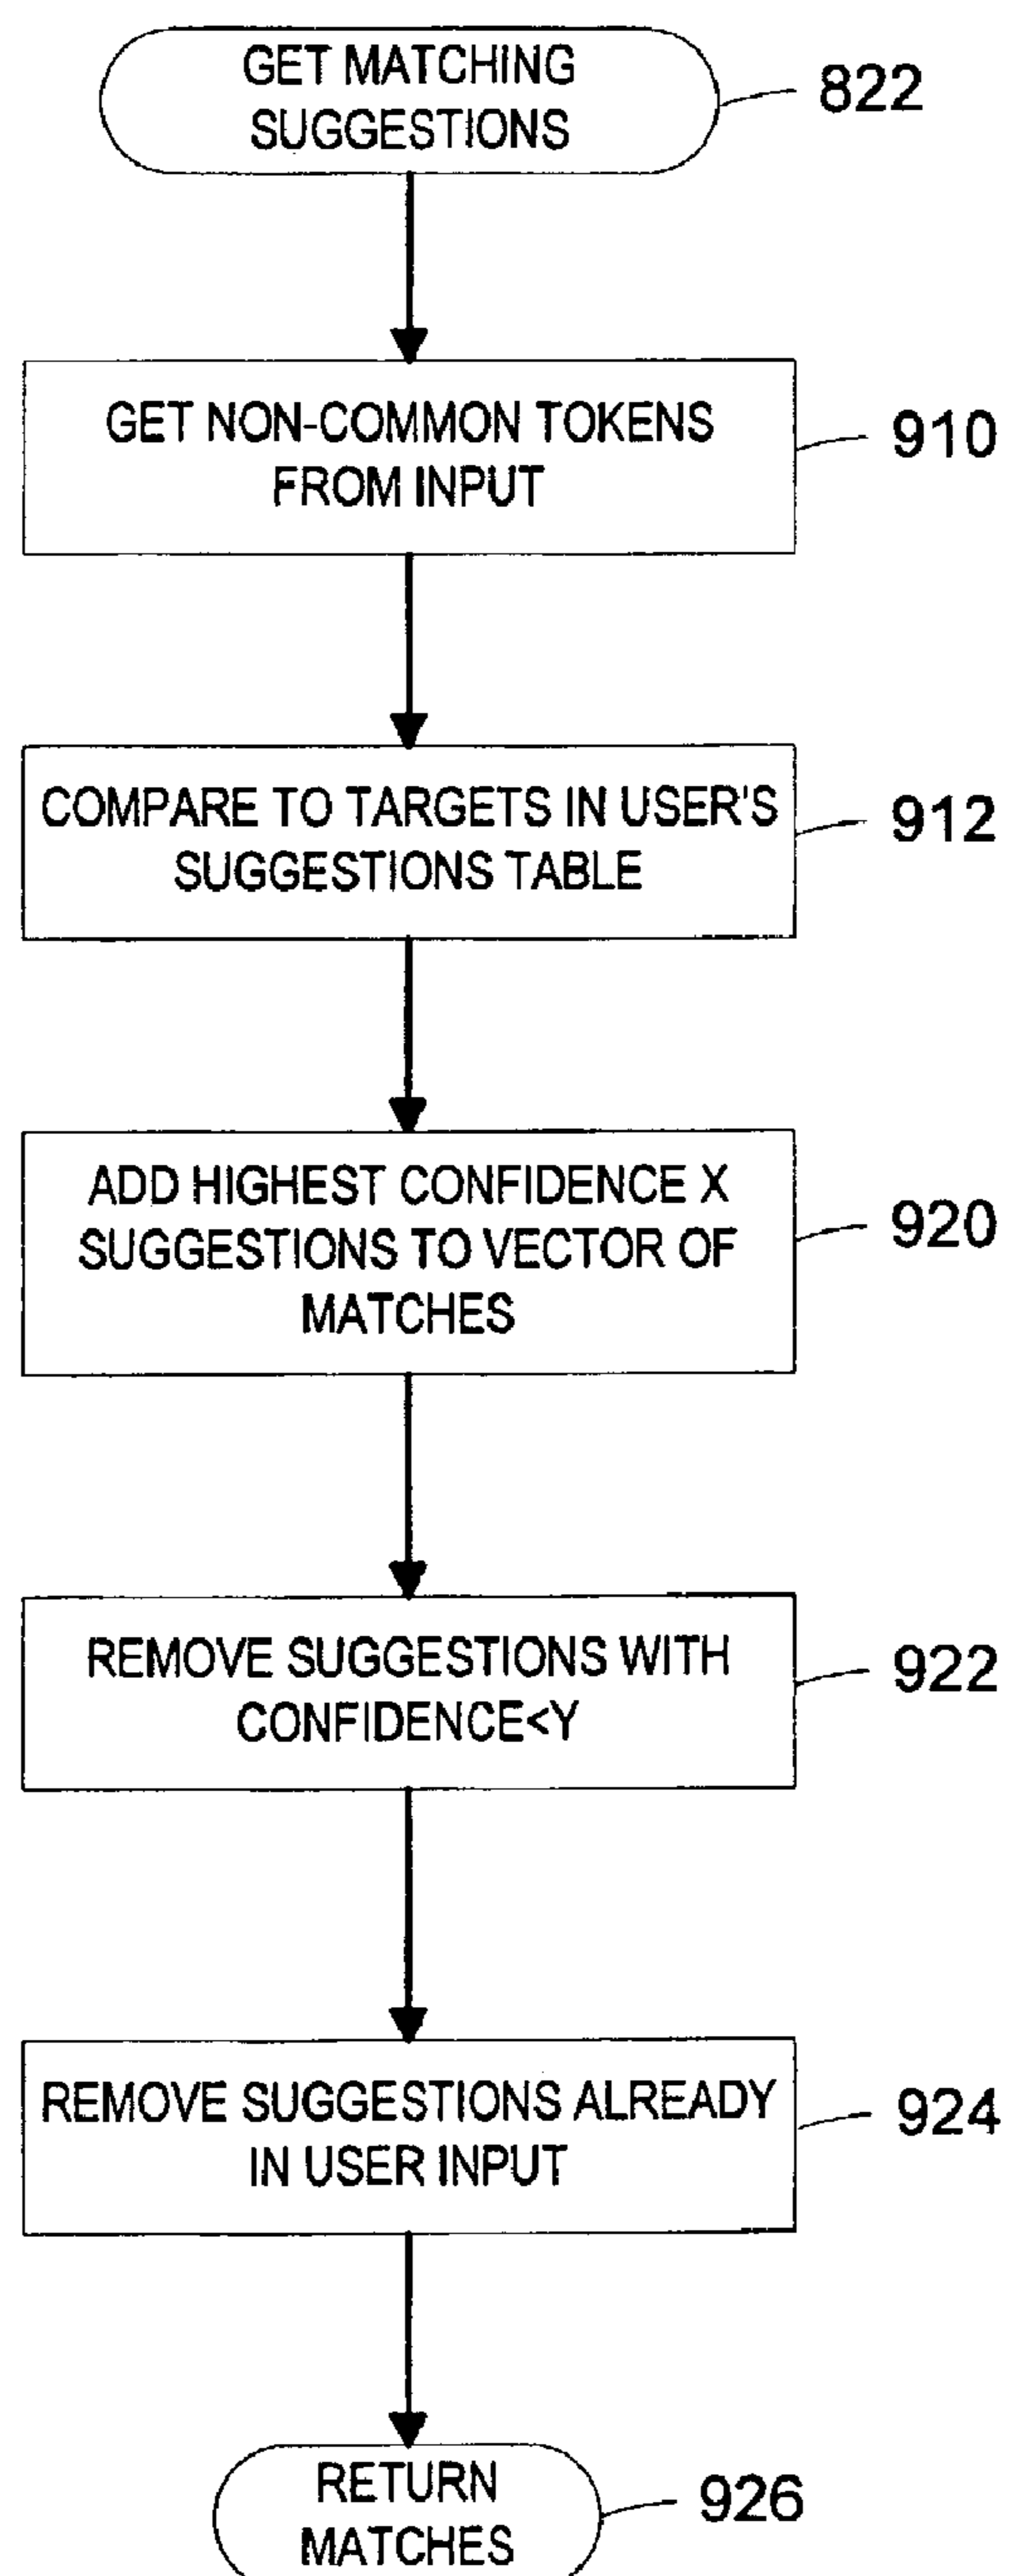 GET MATCHING
SUGGESTIONS
822
GET NON-COMMON TOKENS
FROM INPUT
910
COMPARE TO TARGETS IN USER'S
SUGGESTIONS TABLE
912
ADD HIGHEST CONFIDENCE X
SUGGESTIONS TO VECTOR OF
MATCHES
920
REMOVE SUGGESTIONS WITH
CONFIDENCE<Y
922
REMOVE SUGGESTIONS ALREADY
IN USER INPUT
924
RETURN
MATCHES
926